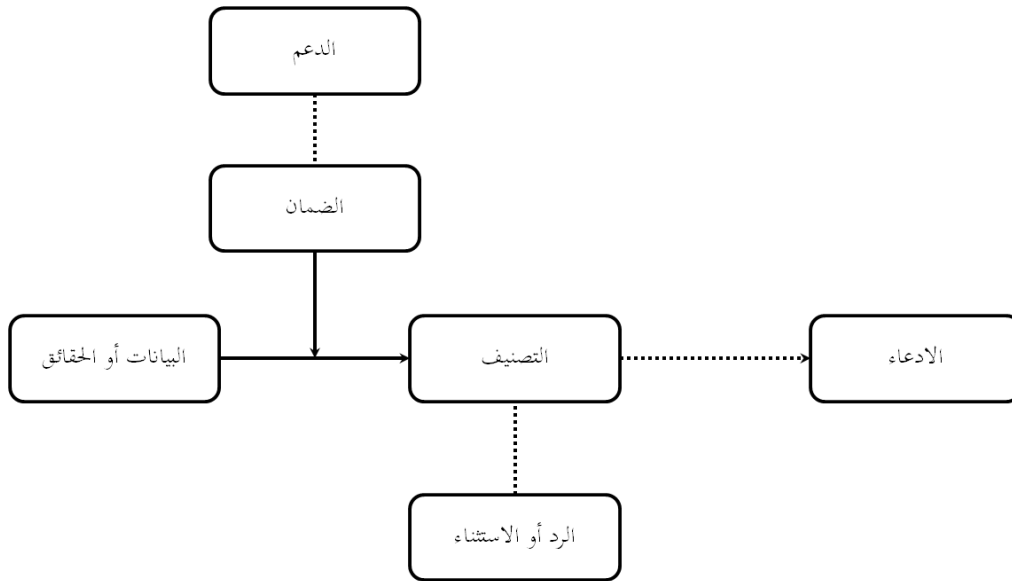 الدعم
الضمان
البيانات أو الحقائق
التصنيف
الادعاء
الرد أو الاستثناء